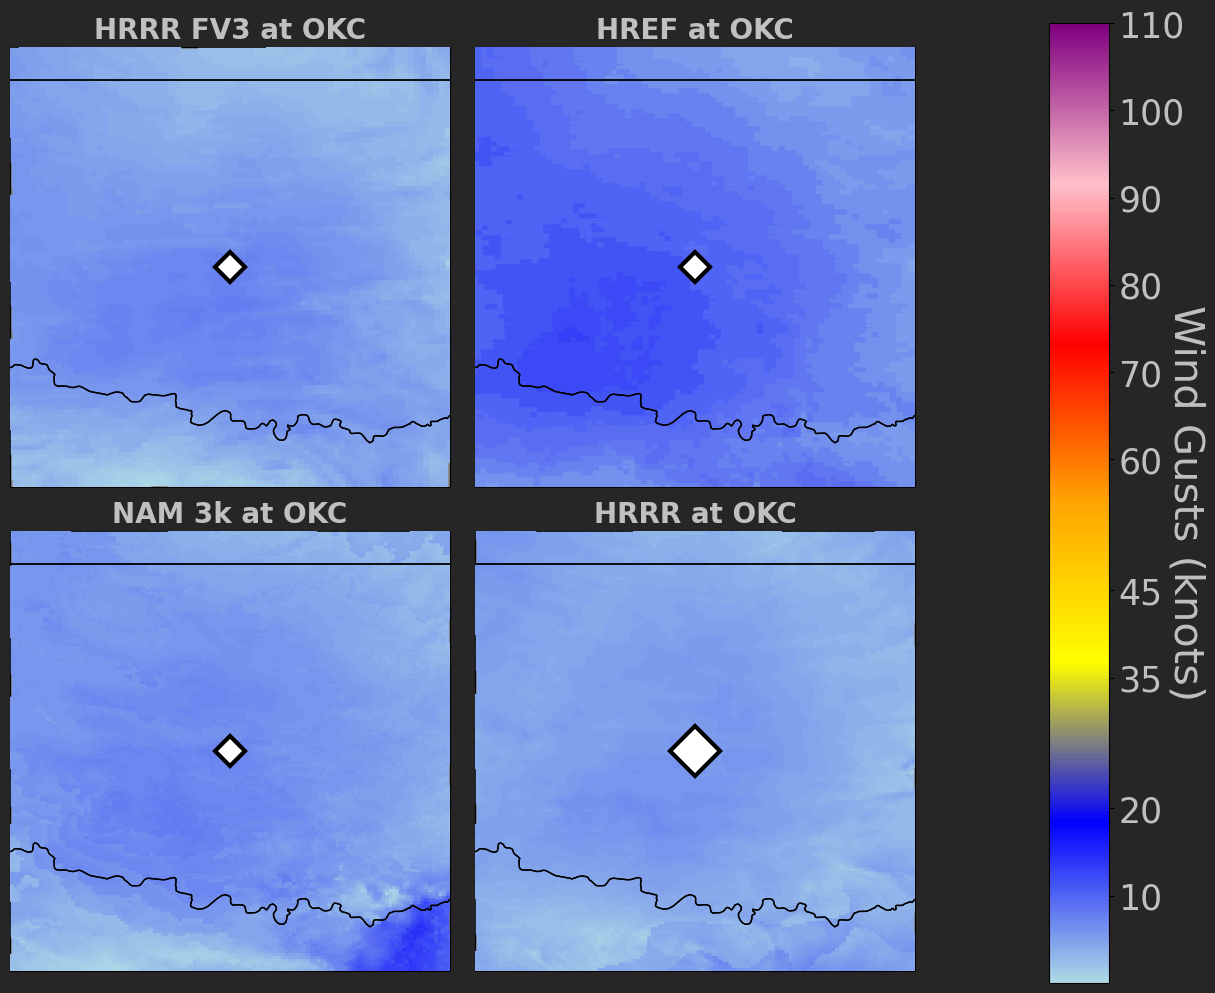 HRRR FV3 at OKC
HREF at OKC
NAM 3k at OKC
HRRR at OKC
110
100
90
80
70
60
45
35
20
10
Wind Gusts (knots)